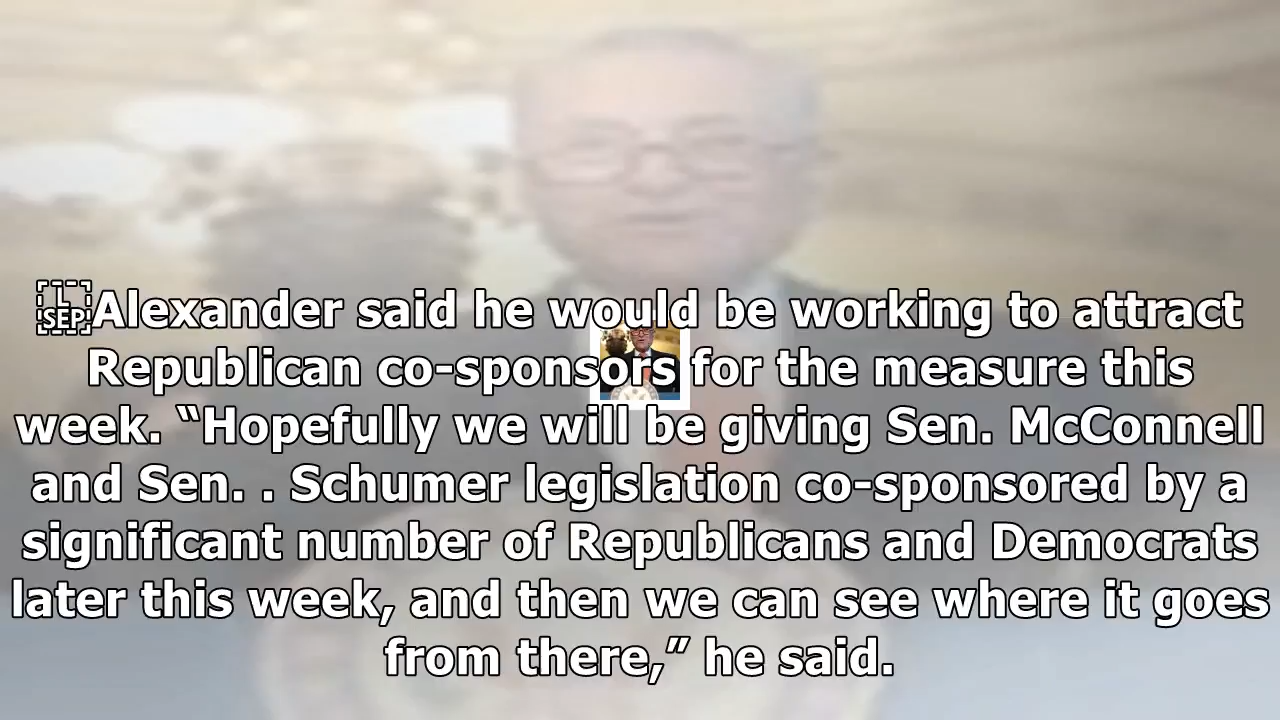 Alexander said he would be working to attract
Republican co-sponsors for the measure this
week. “Hopefully we will be giving Sen. McConnell
and Sen. . Schumer legislation co-sponsored by a
significant number of Republicans and Democrats
later this week, and then we can see where it goes
from there,” he said.